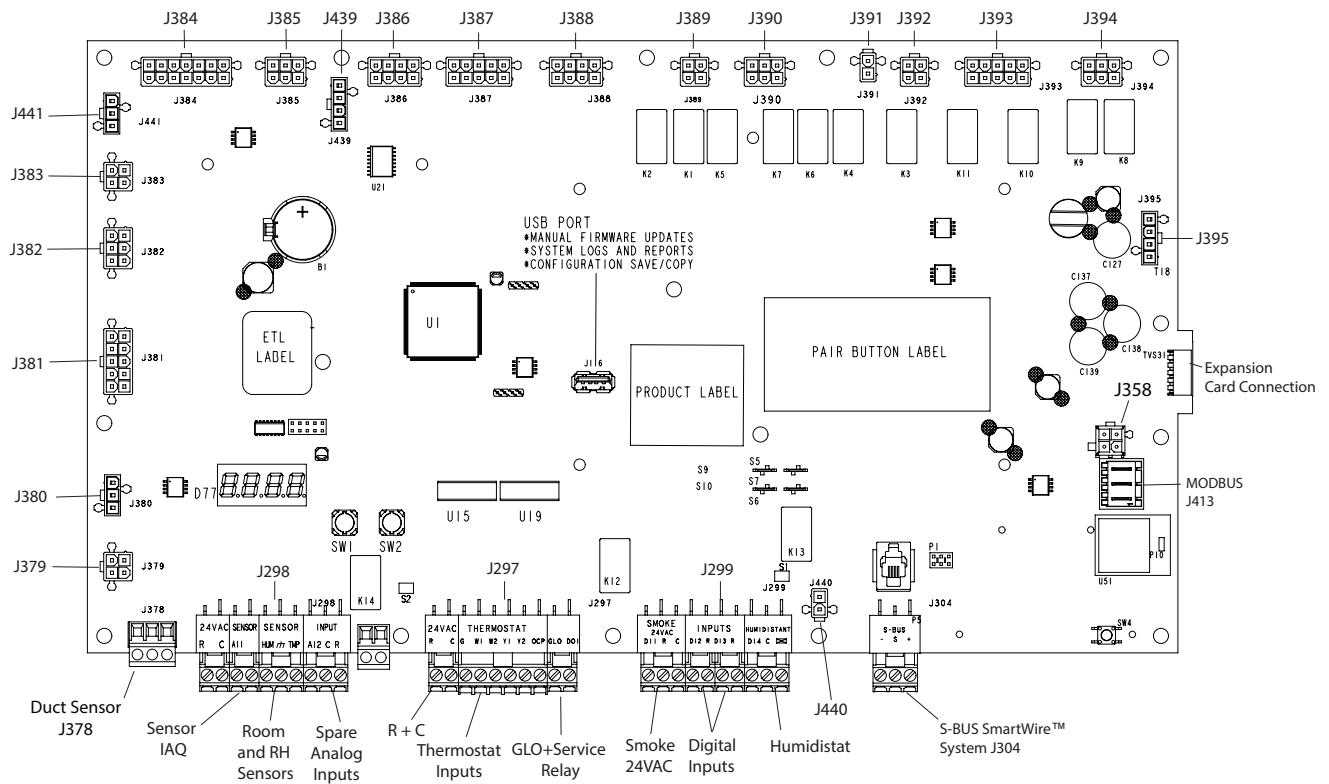 J384 J385 J439 J386 J387 J388 J389 J390 J391 J392 J393 J394
J384 J385 J386 J387 J388 J389 J390 J391 J392 J393 J394
J441
J441
J439
U21
K2 K1 K5 K7 K6 K4 K3 K11 K10 K9 K8
J383
J383
J395
J395
C127
T18
J382
J382
+
B1
USB PORT
*MANUAL FIRMWARE UPDATES
*SYSTEM LOGS AND REPORTS
*CONFIGURATION SAVE/COPY
C137
C138
C139
TVS31
Expansion
Card Connection
U1
ETL
LABEL
J381
J381
J116
PRODUCT LABEL
PAIR BUTTON LABEL
J358
J380
J380
D77
8.8.8.8
U15 U19
S9
S10
S5
S7
S6
MODBUS
J413
SW1 SW2
J379
J379
K14
S2
K12
K13
S1
P1
P10
U51
J378
J298
J298
J297
J297
J299
J299
J440
J304
P5
SW4
24VAC
R C
SENSOR
AI1
SENSOR
HUM TMP
INPUT
AI2 C R
24VAC
R C
THERMOSTAT
G W1 W2 Y1 Y2 OCP
GLO DO1
SMOKE
24VAC
DI1 R C
INPUTS
DI2 R DI3 R
HUMIDISTANT
DI4 C
S-BUS
- S +
Duct Sensor
J378
Sensor
IAQ
Room
and RH
Sensors
Spare
Analog
Inputs
R + C
Thermostat
Inputs
GLO+Service
Relay
Smoke
24VAC
Digital
Inputs
Humidistat
J440
S-BUS SmartWire™
System J304